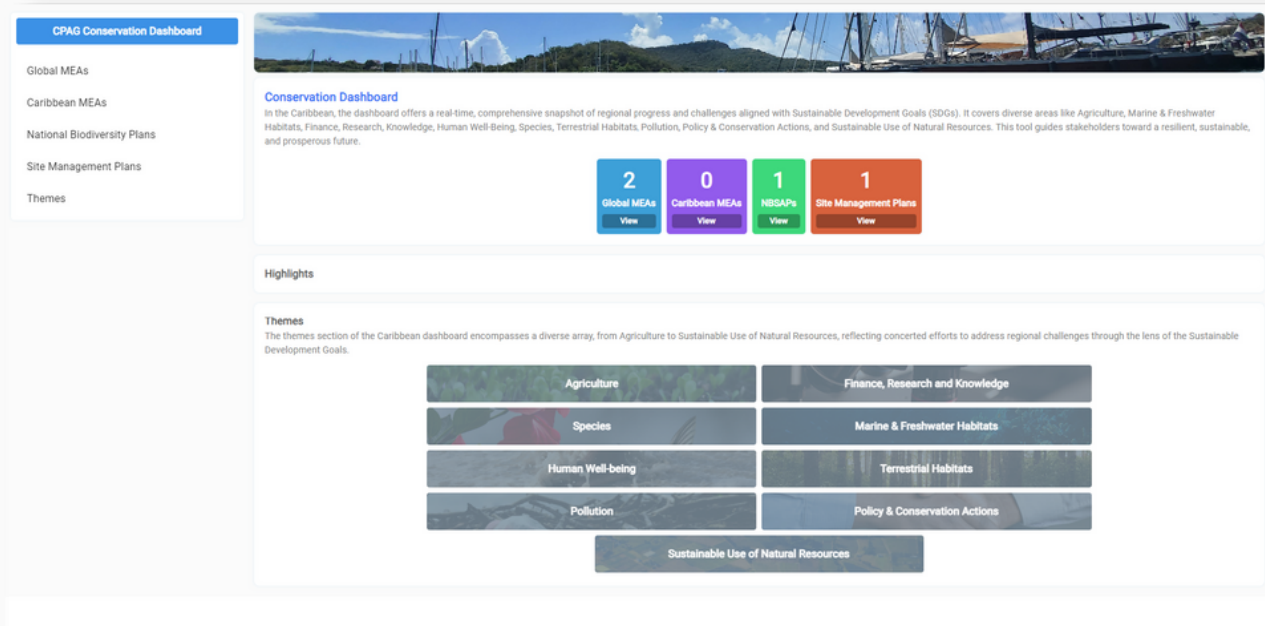 CPAG Conservation Dashboard
Global MEAs
Caribbean MEAs
National Biodiversity Plans
Site Management Plans
Themes
Conservation Dashboard
In the Caribbean, the dashboard offers a real-time, comprehensive snapshot of regional progress and challenges aligned with Sustainable Development Goals (SDGs). It covers diverse areas like Agriculture, Marine & Freshwater
Habitats, Finance, Research, Knowledge, Human Well-Being, Species, Terrestrial Habitats, Pollution, Policy & Conservation Actions, and Sustainable Use of Natural Resources. This tool guides stakeholders toward a resilient, sustainable,
and prosperous future.
2
Global MEAs
View
0
Caribbean MEAs
View
1
NBSAPs
View
1
Site Management Plans
View
Highlights
Themes
The themes section of the Caribbean dashboard encompasses a diverse array, from Agriculture to Sustainable Use of Natural Resources, reflecting concerted efforts to address regional challenges through the lens of the Sustainable
Development Goals.
Agriculture
Finance, Research and Knowledge
Species
Marine & Freshwater Habitats
Human Well-being
Terrestrial Habitats
Pollution
Policy & Conservation Actions
Sustainable Use of Natural Resources